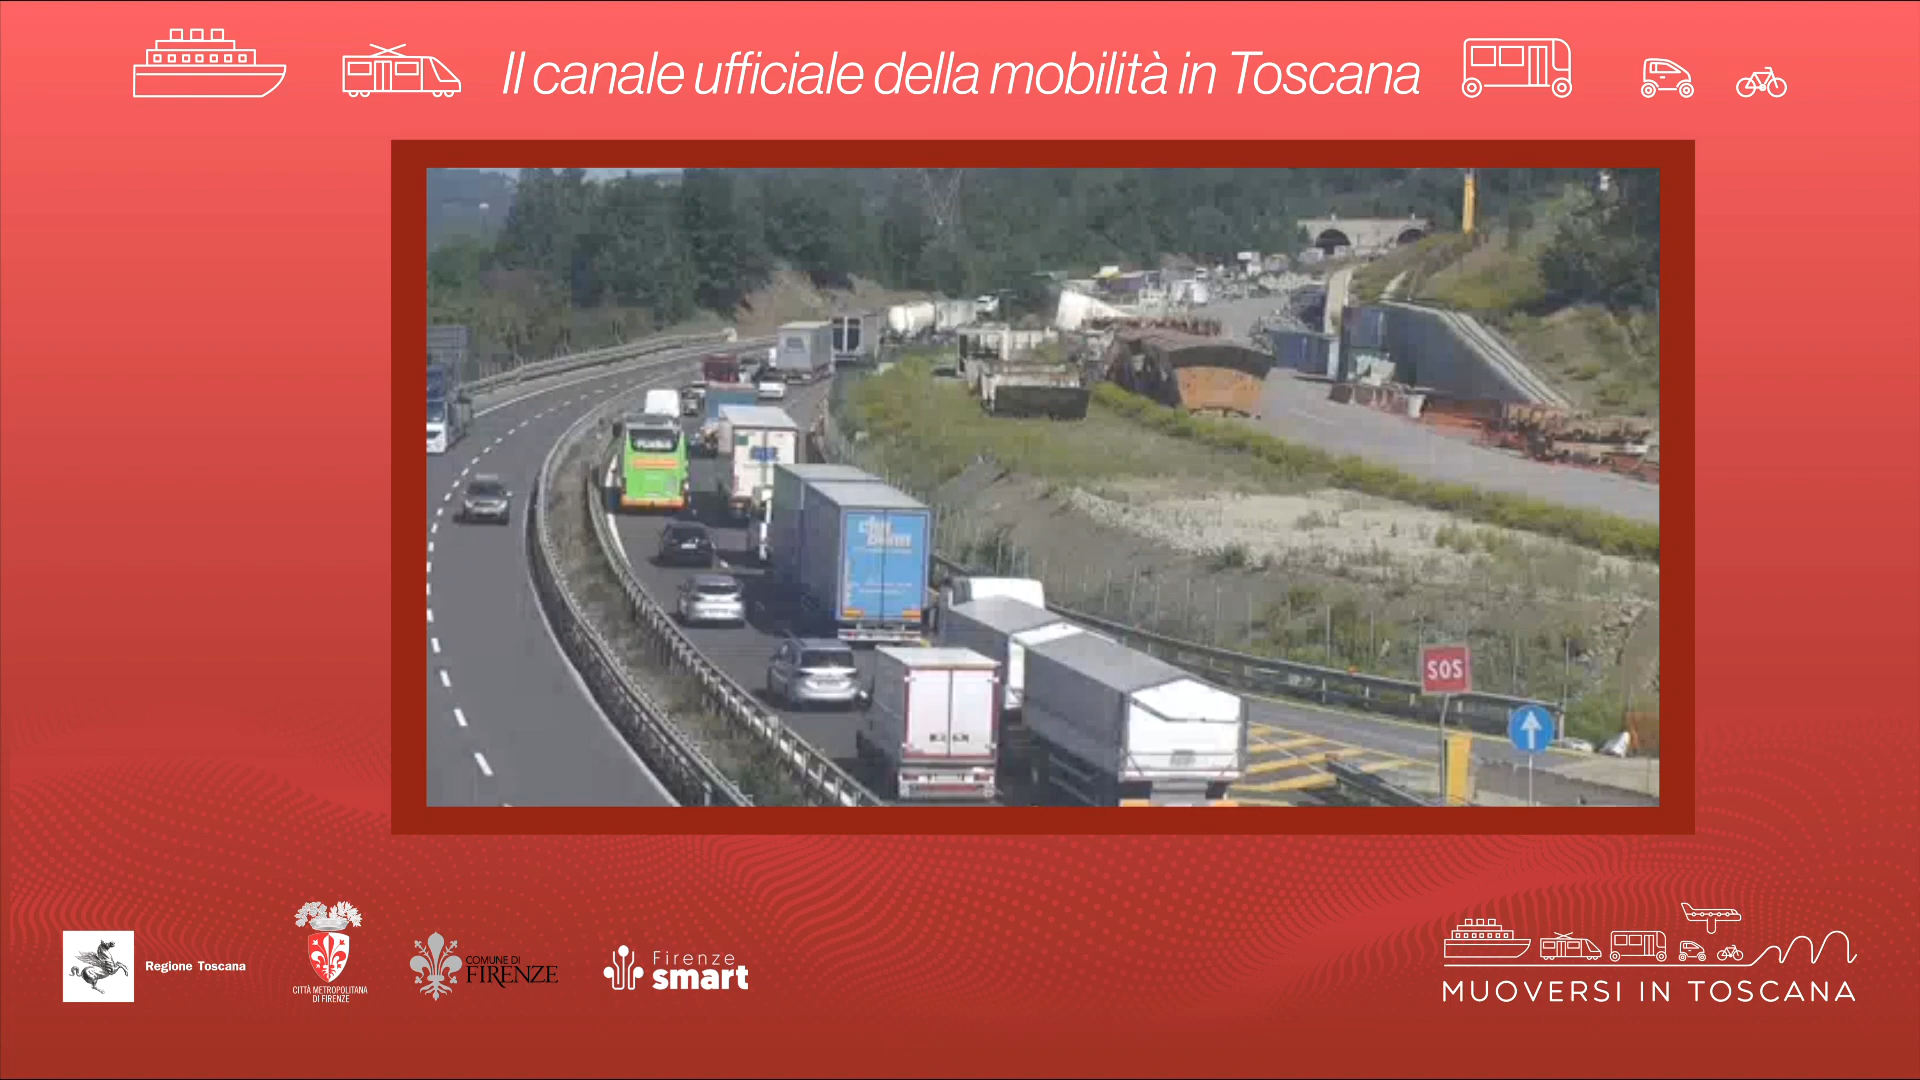 Il canale ufficiale della mobilità in Toscana
SOS
Regione Toscana
CITTÀ METROPOLITANA
DI FIRENZE
COMUNE DI
FIRENZE
Firenze
smart
MUOVERSI IN TOSCANA